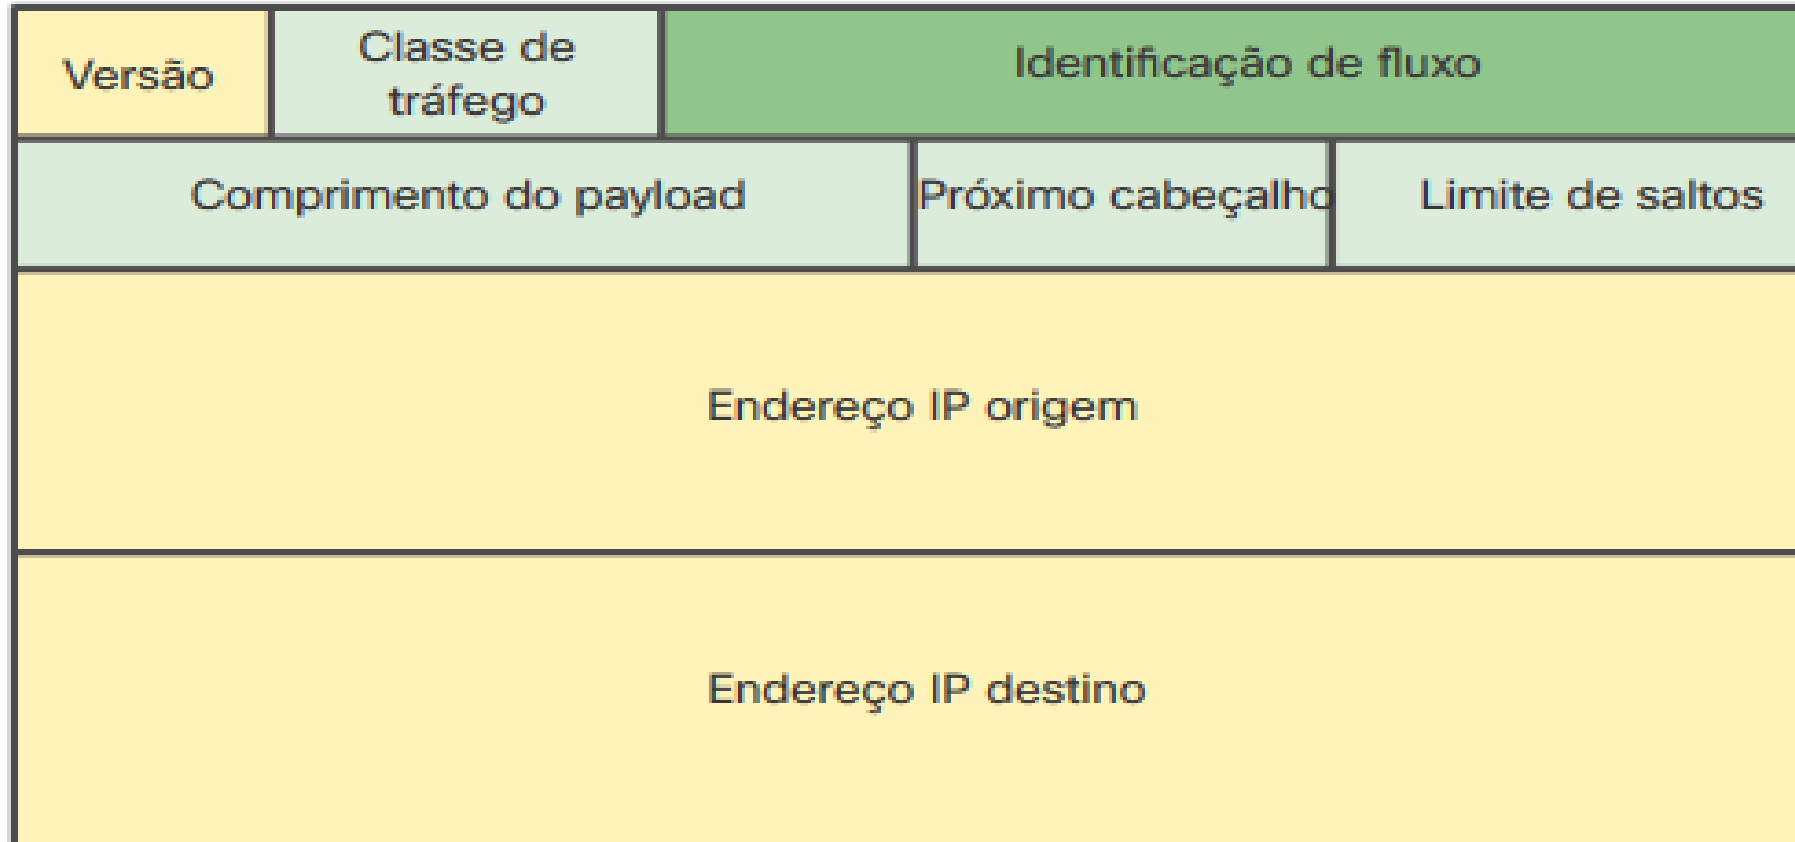 Versão
Classe de
tráfego
Identificação de fluxo
Comprimento do payload
Próximo cabeçalho
Limite de saltos
Endereço IP origem
Endereço IP destino